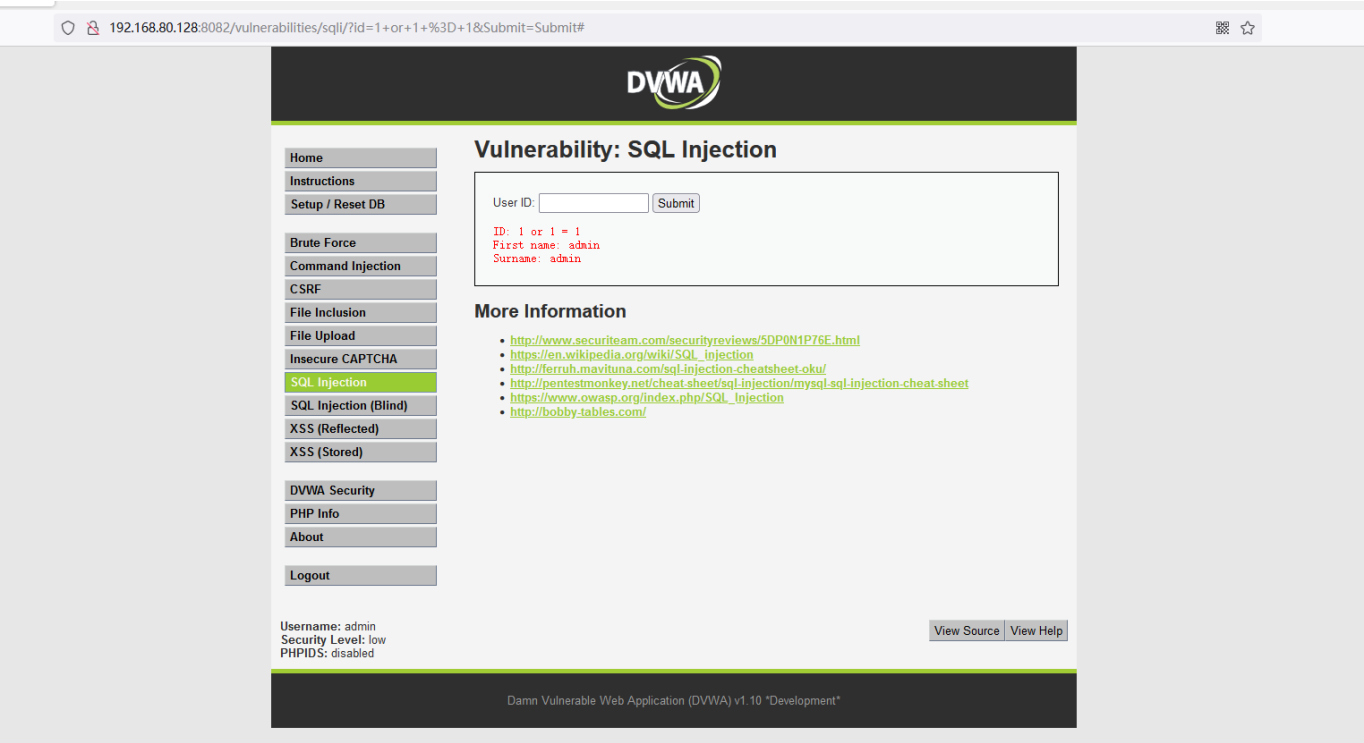 192.168.80.128:8082/vulnerabilities/sqli/?id=1+or+1+%3D+1&Submit=Submit#
DVWA
Home
Instructions
Setup / Reset DB
Brute Force
Command Injection
CSRF
File Inclusion
File Upload
Insecure CAPTCHA
SQL Injection
SQL Injection (Blind)
XSS (Reflected)
XSS (Stored)
DVWA Security
PHP Info
About
Logout
Vulnerability: SQL Injection
User ID: Submit
ID: 1 or 1 = 1
First name: admin
Surname: admin
More Information
• http://www.securiteam.com/securityreviews/5DP0N1P76E.html
• https://en.wikipedia.org/wiki/SQL_injection
• http://ferruh.mavituna.com/sql-injection-cheatsheet-oku/
• http://pentestmonkey.net/cheat-sheet/sql-injection/mysql-sql-injection-cheat-sheet
• https://www.owasp.org/index.php/SQL_Injection
• http://bobby-tables.com/
Username: admin
Security Level: low
PHPIDS: disabled
View Source View Help
Damn Vulnerable Web Application (DVWA) v1.10 *Development*